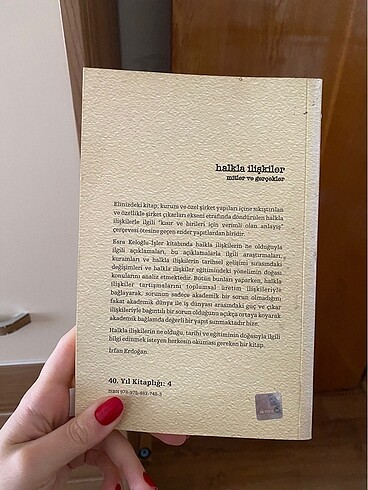 halkla ilişkiler
mitler ve gerçekler
Elinizdeki kitap, kurum ve özel şirket yapıları içine sıkıştırılan
ve özellikle şirket çıkarları ekseni etrafında döndürülen halkla
ilişkilerle ilgili "kısır ve birileri için verimli olan anlayış"
çerçevesi ötesine geçen ender yapıtlardan biridir.
Esra Keloğlu-İşler kitabında halkla ilişkilerin ne olduğuyla
ilgili açıklamaları, bu açıklamalarla ilgili araştırmaları,
kuramları ve halkla ilişkilerin tarihsel gelişimi sırasındaki
değişimleri ve halkla ilişkiler eğitimindeki yönelimin doğası
konularını analiz etmektedir. Bütün bunları yaparken, halkla
ilişkiler tartışmalarını toplumsal üretim ilişkileriyle
bağlayarak, sorunun sadece akademik bir sorun olmadığını
fakat akademik dünya ile iş dünyası arasındaki güç ve çıkar
ilişkileriyle bağıntılı bir sorun olduğunu açıkça ortaya koyarak
akademik bağlamda değerli bir yapıt sunmaktadır bize.
Halkla ilişkilerin ne olduğu, tarihi ve eğitiminin doğasıyla ilgili
bilgi edinmek isteyen herkesin okuması gereken bir kitap.
İrfan Erdoğan
40. Yıl Kitaplığı: 4